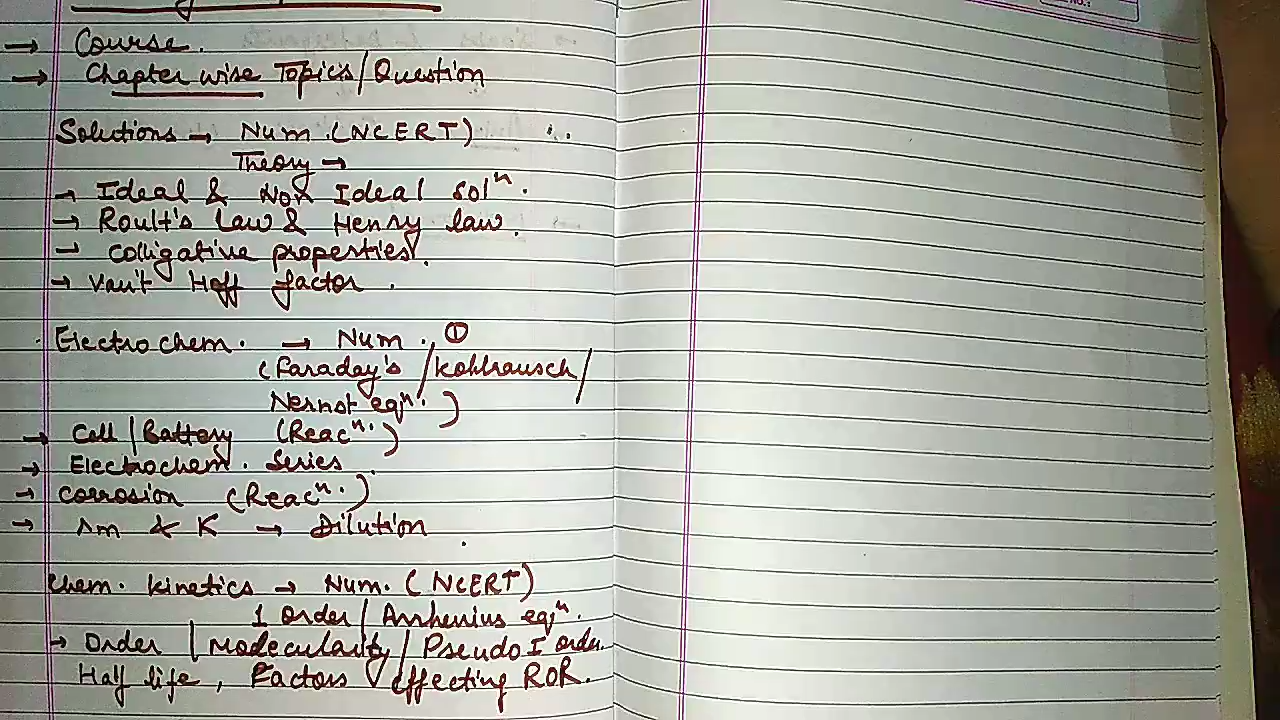 → Course.
→ Chapter wise Topics/Question
Solutions → Num. (NCERT)
Theory →
→ Ideal & Non Ideal solⁿ.
→ Roult's Law & Henry law.
→ Colligative properties.
→ Van't Hoff factor.
Electrochem. → Num. ①
(Faraday's / Kohlrausch /
Nernst eqⁿ.)
→ Cell / Battery (Reacⁿ.)
→ Electrochem. Series
→ Corrosion (Reacⁿ.)
→ Λm & K → Dilution
Chem. Kinetics → Num. (NCERT)
1 Order / Arrhenius eqⁿ.
→ Order / Molecularity / Pseudo I order.
Half life, Factors effecting ROR.